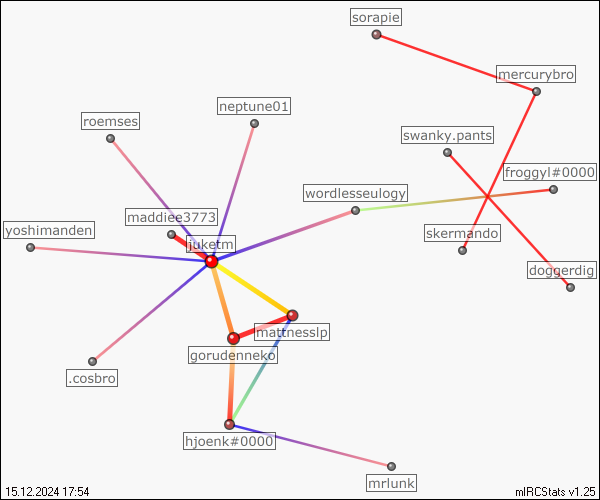 sorapie
mercurybro
neptune01
roemses
swanky.pants
froggyl#0000
wordlesseulogy
maddiee3773
yoshimanden
skermando
juketm
doggerdig
mattnesslp
gorudenneko
.cosbro
hjoenk#0000
mrlunk
15.12.2024 17:54
mIRCStats v1.25